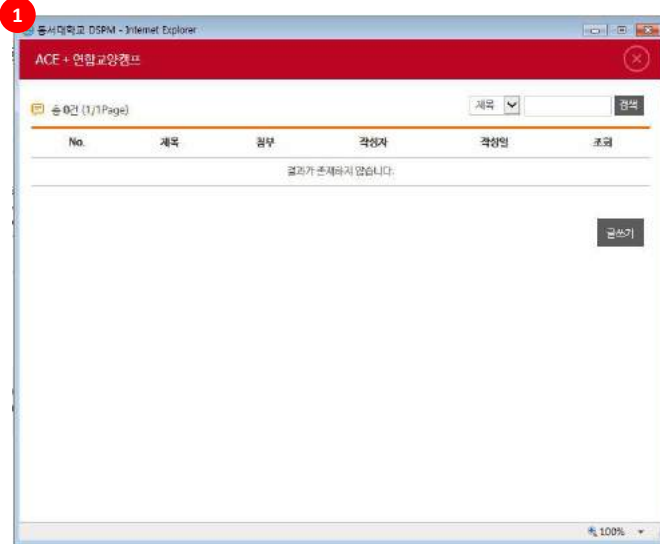 1
동서대학교 DSPM - Internet Explorer
ACE + 연합교양캠프
총 0건 (1/1Page)
제목 검색
No. 제목 첨부 작성자 작성일 조회
결과가 존재하지 않습니다.
글쓰기
100%